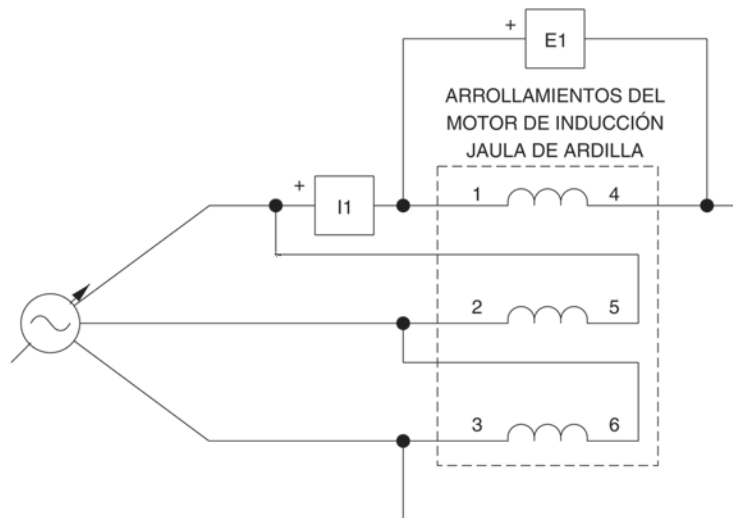 + E1
ARROLLAMIENTOS DEL
MOTOR DE INDUCCIÓN
JAULA DE ARDILLA
+ I1
1 4
2 5
3 6